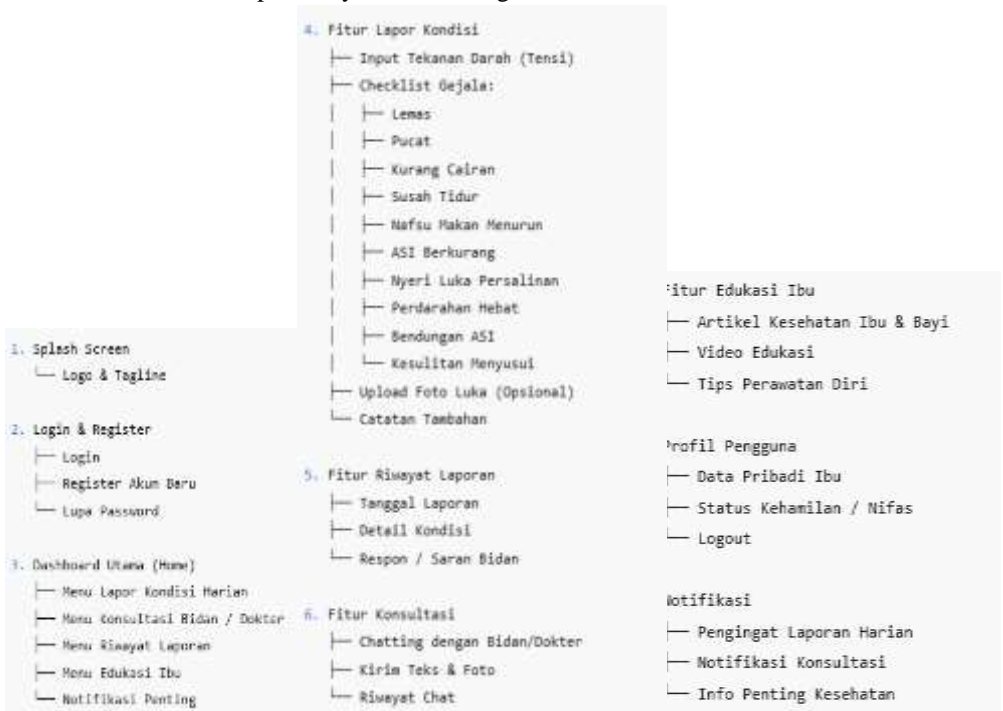 1. Splash Screen
└── Logo & Tagline
2. Login & Register
├── Login
├── Register Akun Baru
└── Lupa Password
3. Dashboard Utama (Home)
├── Menu Lapor Kondisi Harian
├── Menu Konsultasi Bidan / Dokter
├── Menu Riwayat Laporan
├── Menu Edukasi Ibu
└── Notifikasi Penting
4. Fitur Lapor Kondisi
├── Input Tekanan Darah (Tensi)
├── Checklist Gejala:
│ ├── Lemas
│ ├── Pucat
│ ├── Kurang Cairan
│ ├── Susah Tidur
│ ├── Nafsu Makan Menurun
│ ├── ASI Berkurang
│ ├── Nyeri Luka Persalinan
│ ├── Perdarahan Hebat
│ ├── Bendungan ASI
│ └── Kesulitan Menyusui
├── Upload Foto Luka (Opsional)
└── Catatan Tambahan
5. Fitur Riwayat Laporan
├── Tanggal Laporan
├── Detail Kondisi
└── Respon / Saran Bidan
6. Fitur Konsultasi
├── Chatting dengan Bidan/Dokter
├── Kirim Teks & Foto
└── Riwayat Chat
itur Edukasi Ibu
├── Artikel Kesehatan Ibu & Bayi
├── Video Edukasi
└── Tips Perawatan Diri
rofil Pengguna
├── Data Pribadi Ibu
├── Status Kehamilan / Nifas
└── Logout
otifikasi
├── Pengingat Laporan Harian
├── Notifikasi Konsultasi
└── Info Penting Kesehatan